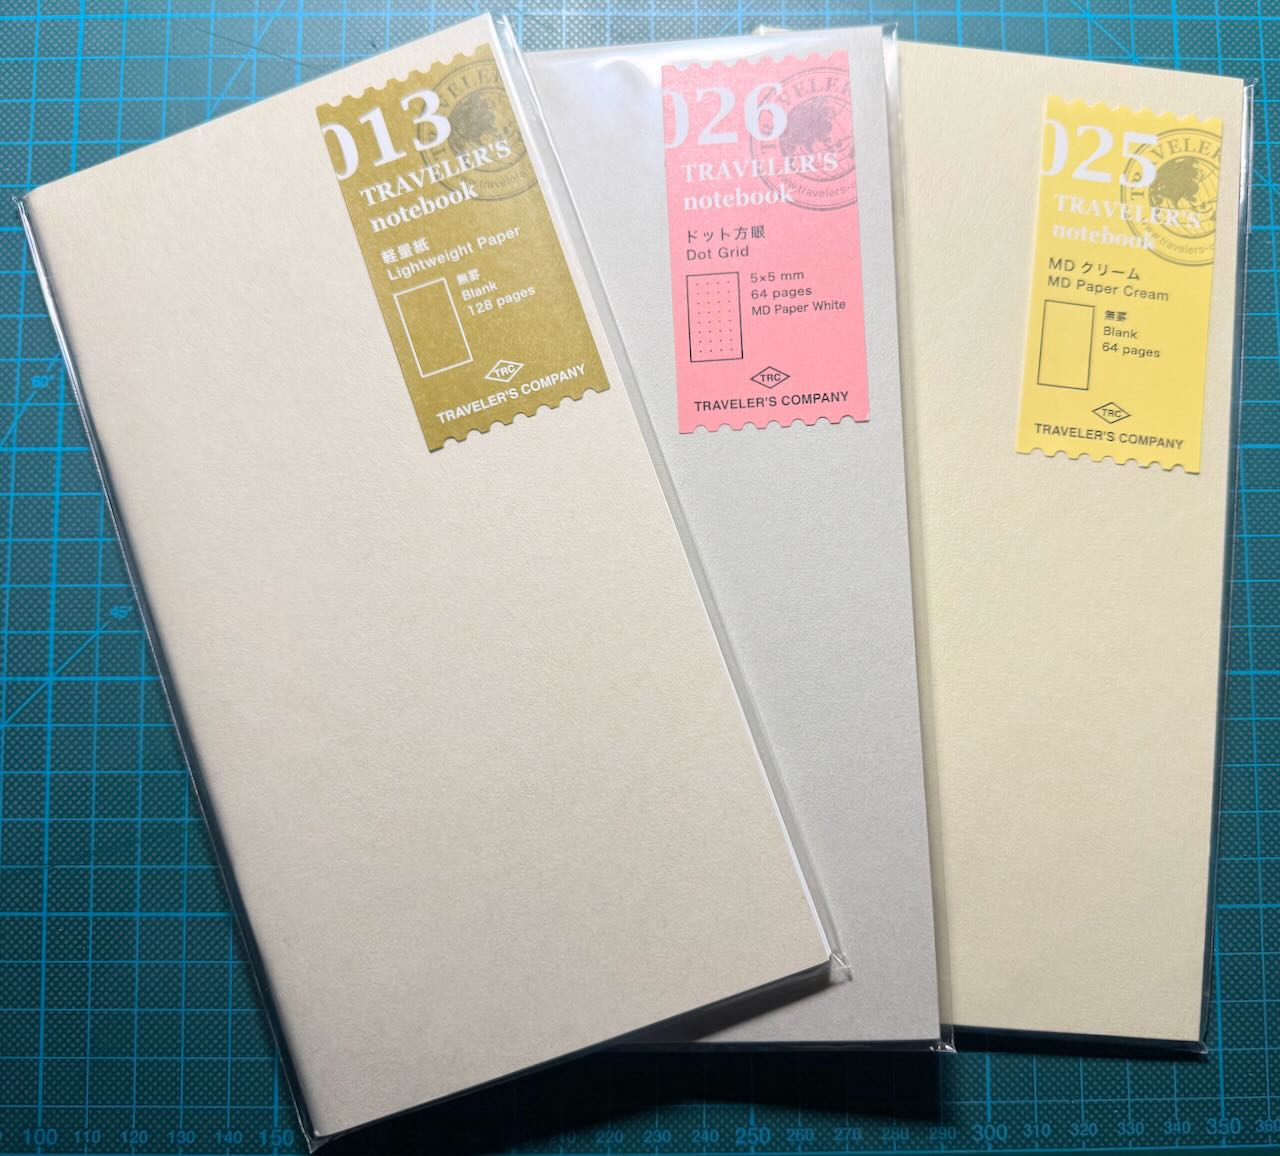 013
TRAVELER'S
notebook
軽量紙
Lightweight Paper
無罫
Blank
128 pages
TRC
TRAVELER'S COMPANY
026
TRAVELER'S
notebook
ドット方眼
Dot Grid
5×5 mm
64 pages
MD Paper White
TRC
TRAVELER'S COMPANY
025
TRAVELER'S
notebook
MD クリーム
MD Paper Cream
無罫
Blank
64 pages
TRC
TRAVELER'S COMPANY
60°
45°
100 110 120 130 140 150 220 230 240 250 260 270 280 290 300 310 320 330 340 350 360